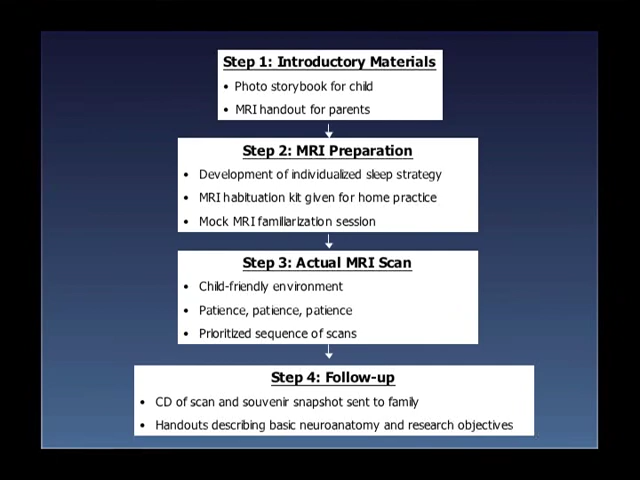 Step 1: Introductory Materials
• Photo storybook for child
• MRI handout for parents
Step 2: MRI Preparation
• Development of individualized sleep strategy
• MRI habituation kit given for home practice
• Mock MRI familiarization session
Step 3: Actual MRI Scan
• Child-friendly environment
• Patience, patience, patience
• Prioritized sequence of scans
Step 4: Follow-up
• CD of scan and souvenir snapshot sent to family
• Handouts describing basic neuroanatomy and research objectives